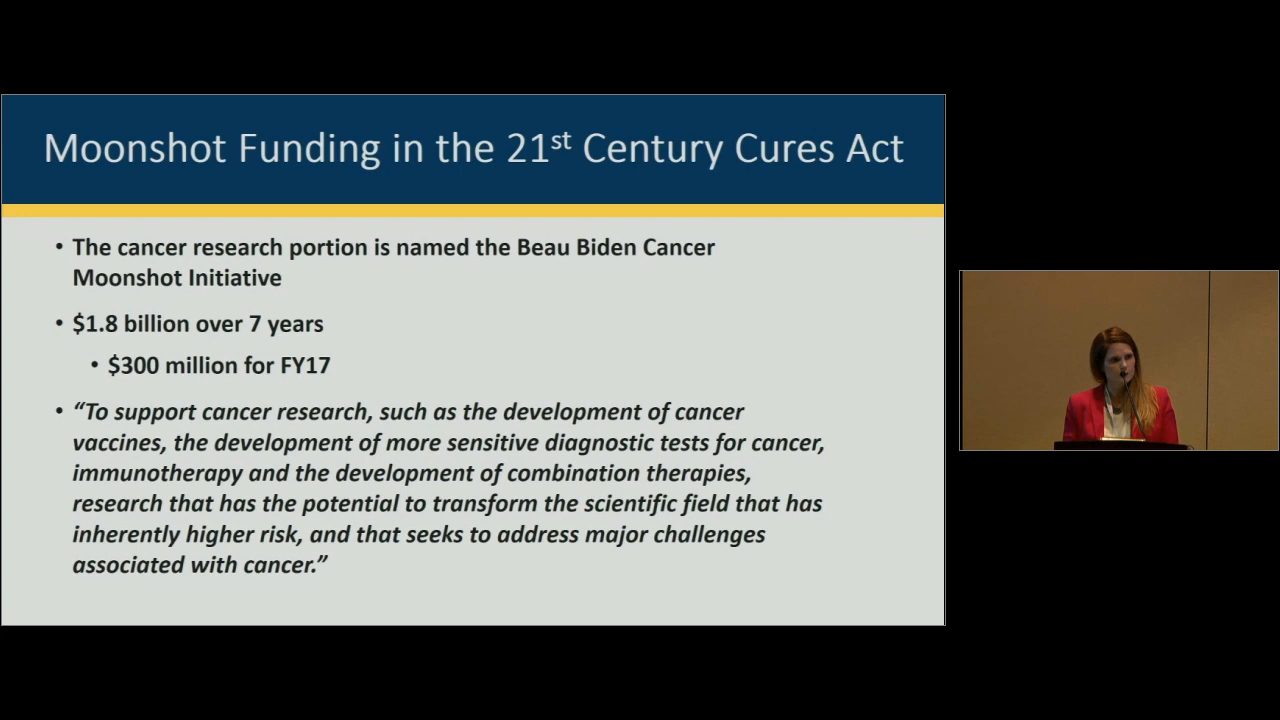 Moonshot Funding in the 21st Century Cures Act
• The cancer research portion is named the Beau Biden Cancer
Moonshot Initiative
• $1.8 billion over 7 years
• $300 million for FY17
• “To support cancer research, such as the development of cancer
vaccines, the development of more sensitive diagnostic tests for cancer,
immunotherapy and the development of combination therapies,
research that has the potential to transform the scientific field that has
inherently higher risk, and that seeks to address major challenges
associated with cancer.”